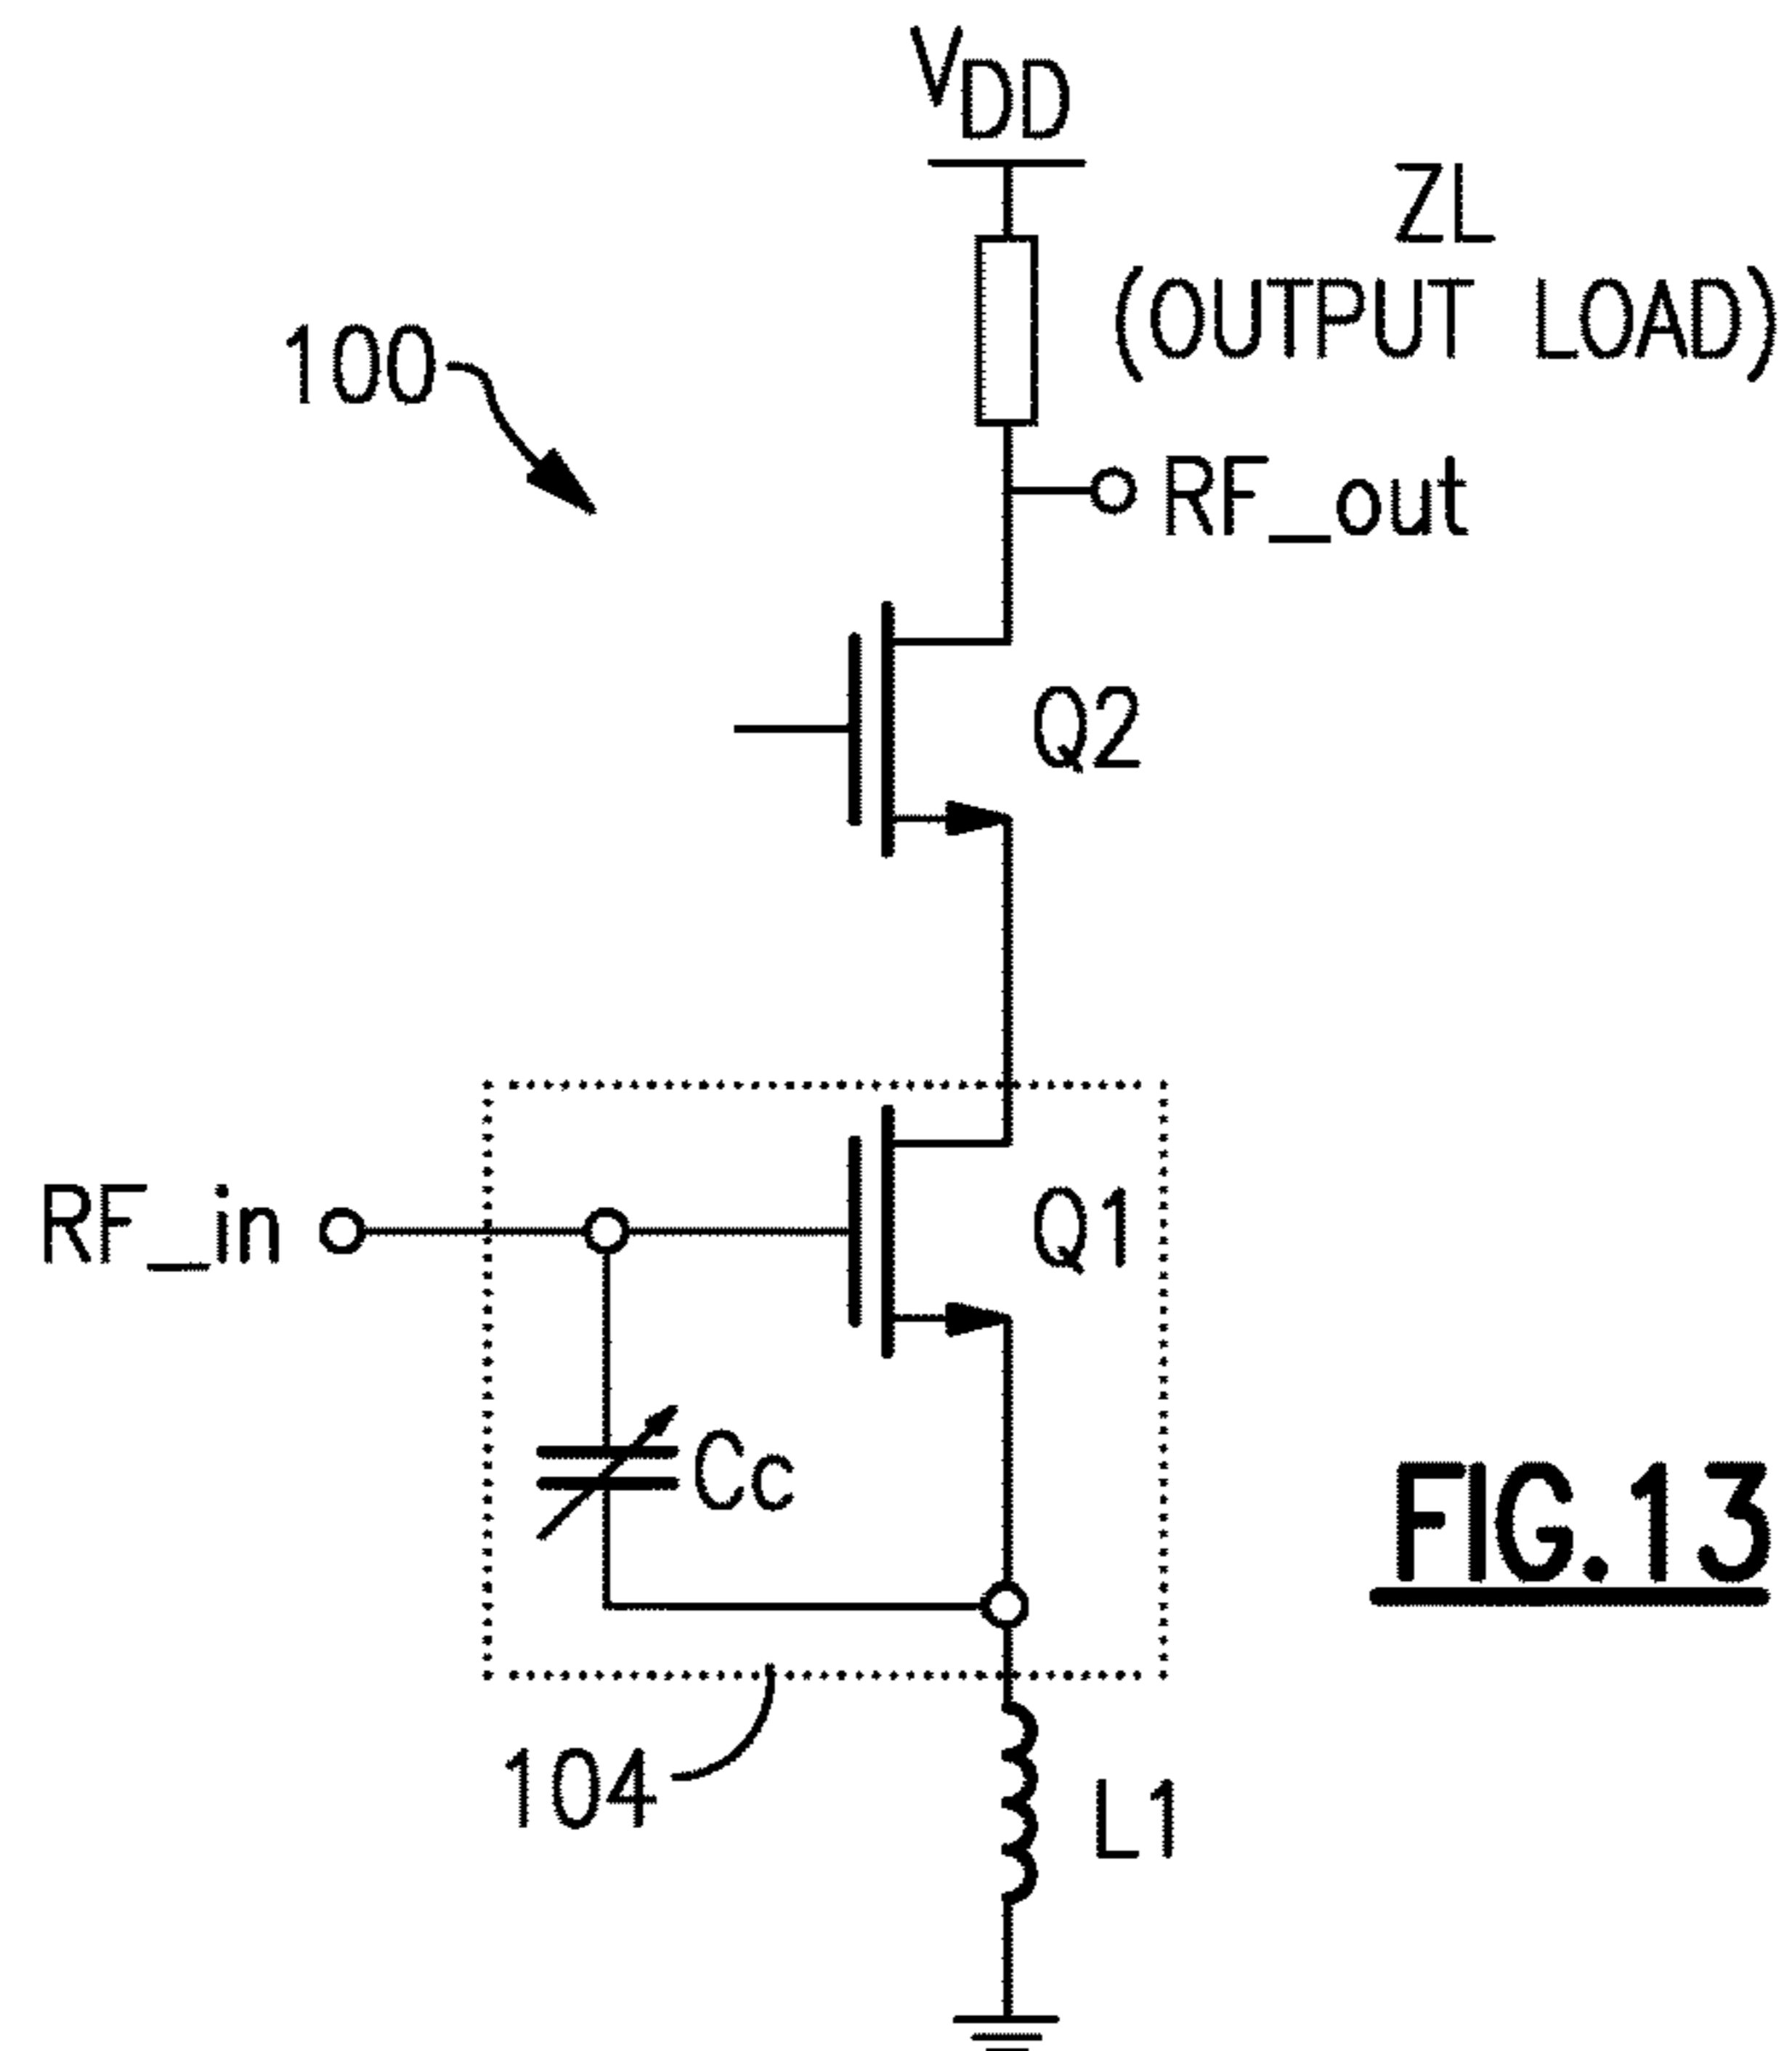 VDD
ZL
(OUTPUT LOAD)
100
RF_out
Q2
RF_in
Q1
Cc
FIG.13
104
L1